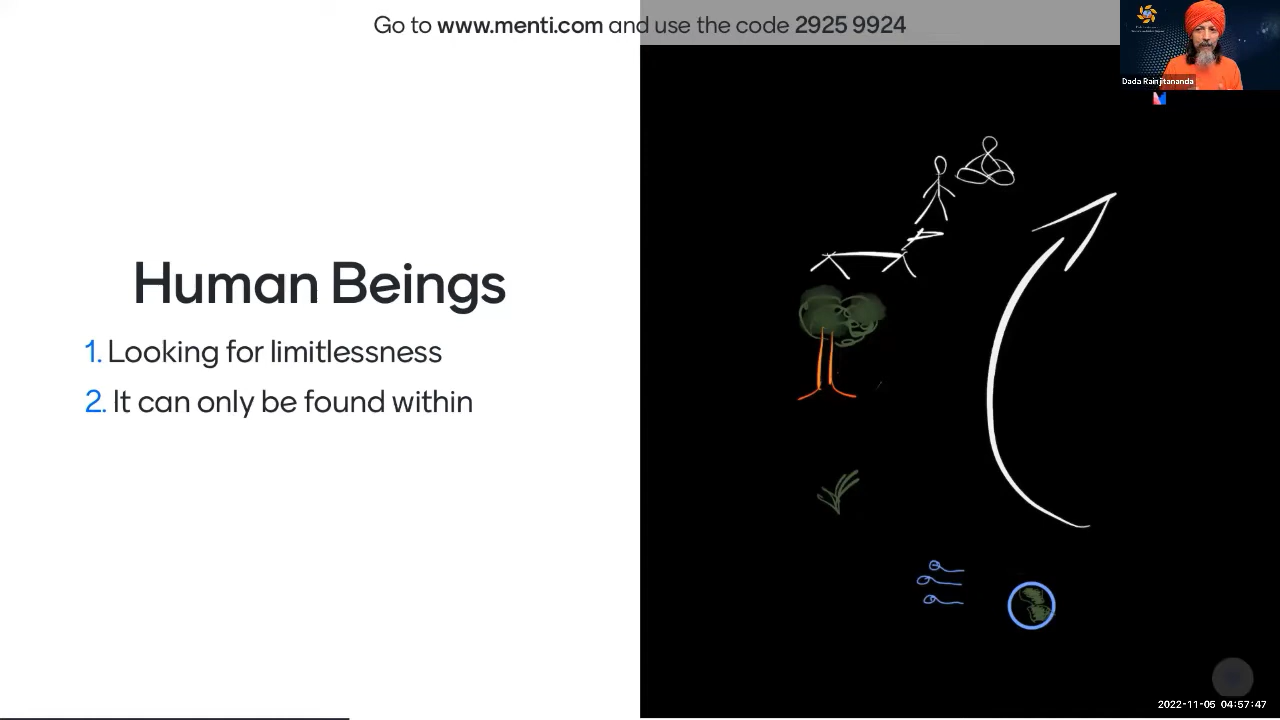 Go to www.menti.com and use the code 2925 9924
Dada Rainjitananda
Human Beings
1. Looking for limitlessness
2. It can only be found within
2022-11-05 04:57:47